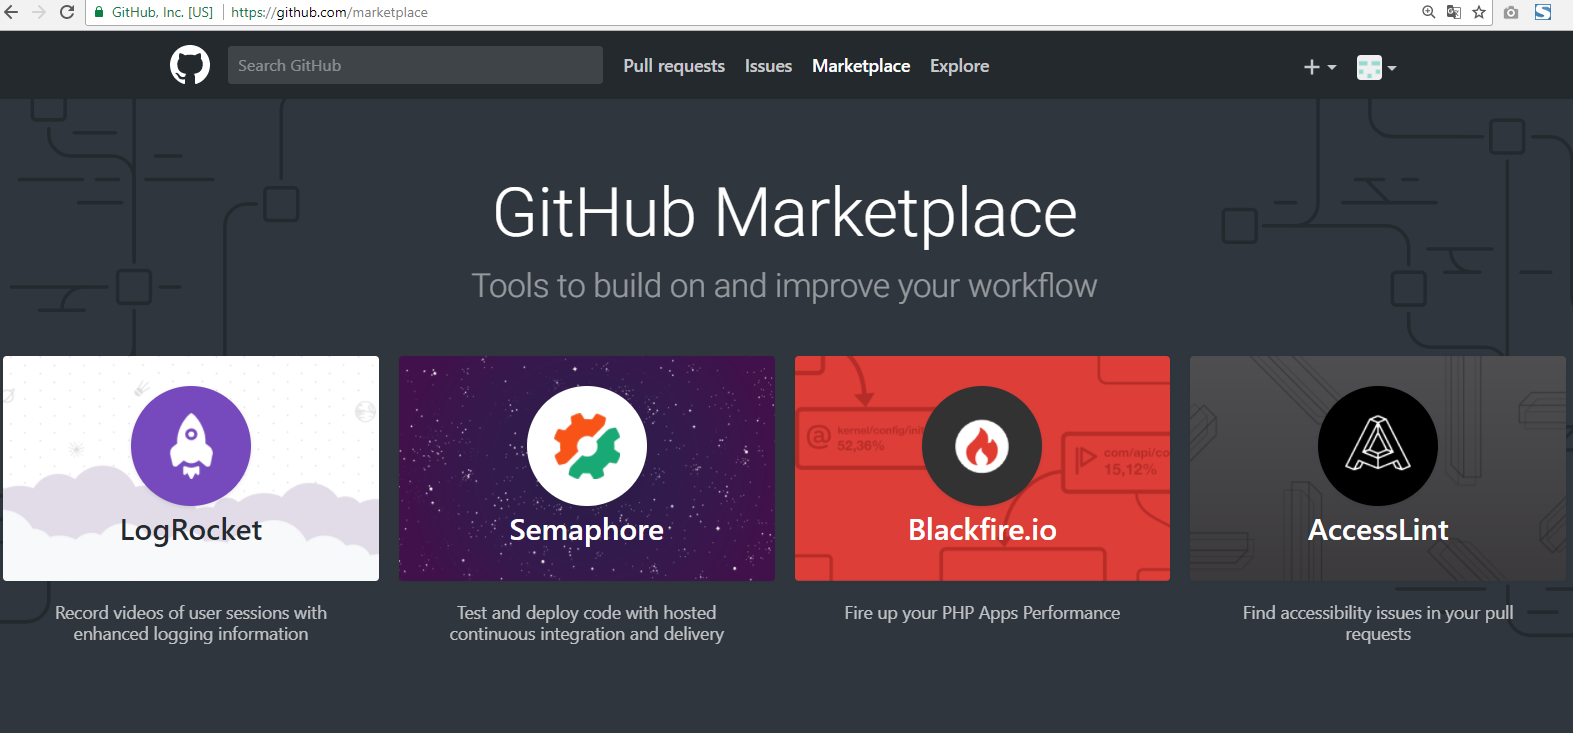 GitHub, Inc. [US] https://github.com/marketplace
Search GitHub
Pull requests Issues Marketplace Explore
GitHub Marketplace
Tools to build on and improve your workflow
@ kernel/config/init
52,36%
com/api/co
15,12%
LogRocket
Semaphore
Blackfire.io
AccessLint
Record videos of user sessions with
enhanced logging information
Test and deploy code with hosted
continuous integration and delivery
Fire up your PHP Apps Performance
Find accessibility issues in your pull
requests